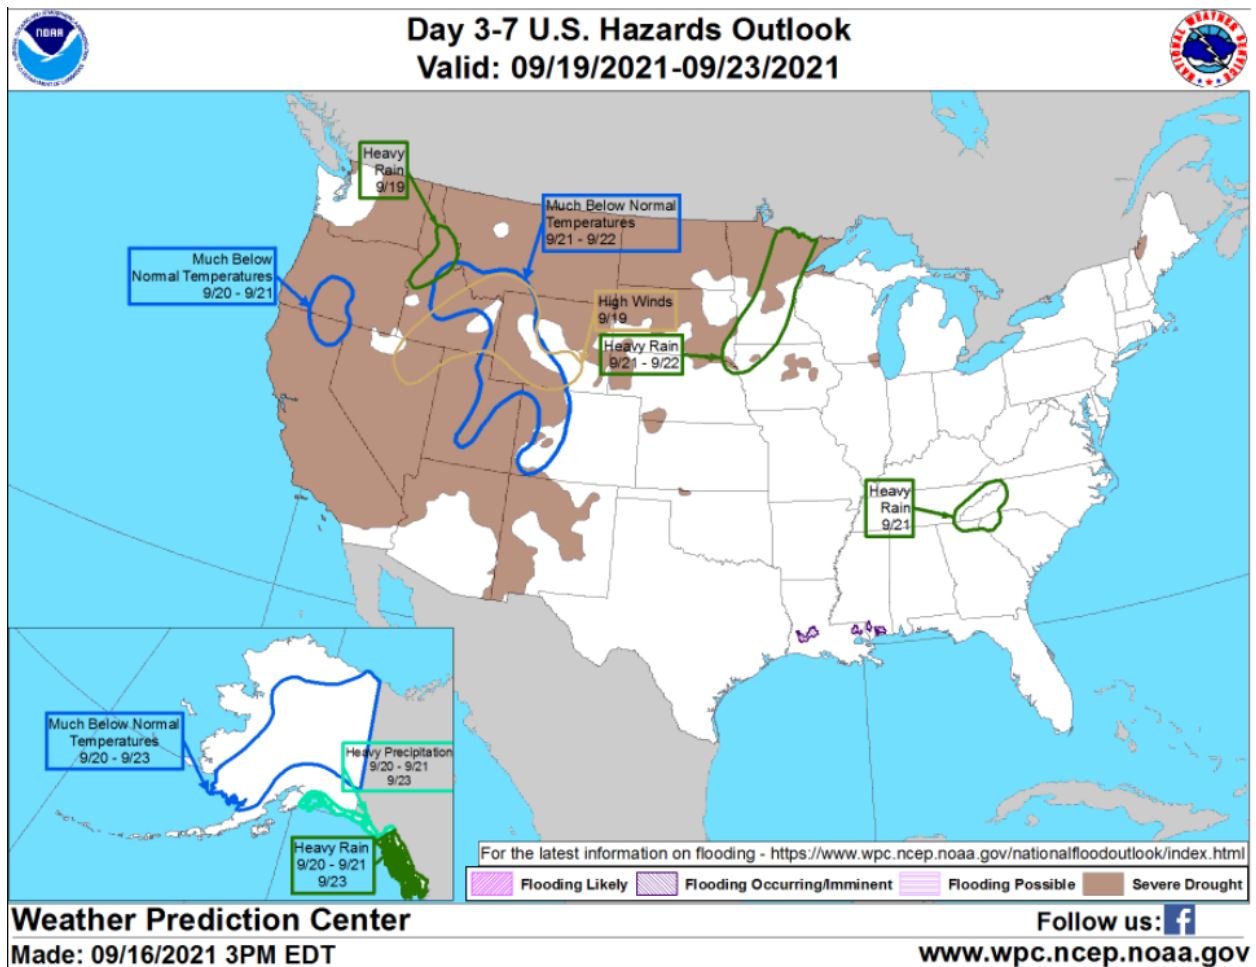 NOAA
Day 3-7 U.S. Hazards Outlook
Valid: 09/19/2021-09/23/2021
NATIONAL WEATHER SERVICE
Heavy
Rain
9/19
Much Below Normal
Temperatures
9/21 - 9/22
Much Below
Normal Temperatures
9/20 - 9/21
High Winds
9/19
Heavy Rain
9/21 - 9/22
Heavy
Rain
9/21
Much Below Normal
Temperatures
9/20 - 9/23
Heavy Precipitation
9/20 - 9/21
9/23
Heavy Rain
9/20 - 9/21
9/23
For the latest information on flooding - https://www.wpc.ncep.noaa.gov/nationalfloodoutlook/index.html
Flooding Likely
Flooding Occurring/Imminent
Flooding Possible
Severe Drought
Weather Prediction Center
Follow us:
Made: 09/16/2021 3PM EDT
www.wpc.ncep.noaa.gov